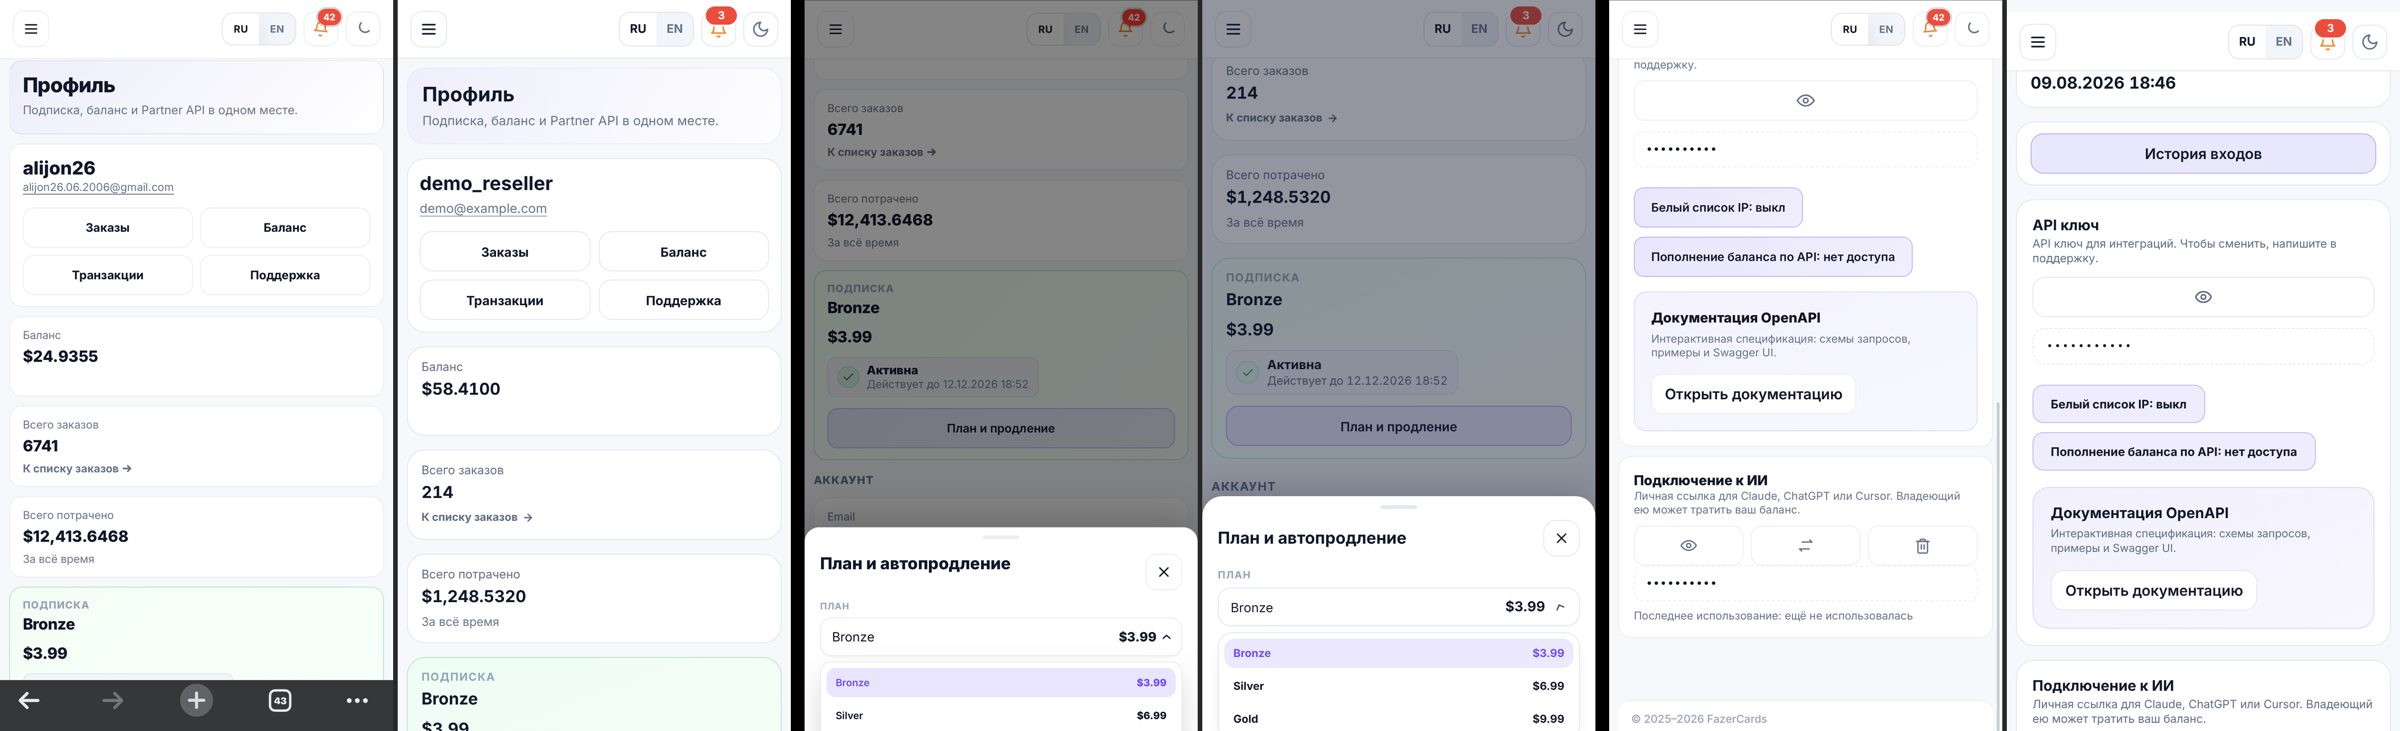 RU EN 42
Профиль
Подписка, баланс и Partner API в одном месте.
alijon26
alijon26.06.2006@gmail.com
Заказы Баланс
Транзакции Поддержка
Баланс
$24.9355
Всего заказов
6741
К списку заказов →
Всего потрачено
$12,413.6468
За всё время
ПОДПИСКА
Bronze
$3.99
43
RU EN 3
Профиль
Подписка, баланс и Partner API в одном месте.
demo_reseller
demo@example.com
Заказы Баланс
Транзакции Поддержка
Баланс
$58.4100
Всего заказов
214
К списку заказов →
Всего потрачено
$1,248.5320
За всё время
ПОДПИСКА
Bronze
$3.99
RU EN 42
Всего заказов
6741
К списку заказов →
Всего потрачено
$12,413.6468
За всё время
ПОДПИСКА
Bronze
$3.99
Активна
Действует до 12.12.2026 18:52
План и продление
АККАУНТ
Email
План и автопродление
ПЛАН
Bronze $3.99
Bronze $3.99
Silver $6.99
RU EN 3
Всего заказов
214
К списку заказов →
Всего потрачено
$1,248.5320
За всё время
ПОДПИСКА
Bronze
$3.99
Активна
Действует до 12.12.2026 18:52
План и продление
АККАУНТ
План и автопродление
ПЛАН
Bronze $3.99
Bronze $3.99
Silver $6.99
Gold $9.99
RU EN 42
поддержку.
••••••••••
Белый список IP: выкл
Пополнение баланса по API: нет доступа
Документация OpenAPI
Интерактивная спецификация: схемы запросов,
примеры и Swagger UI.
Открыть документацию
Подключение к ИИ
Личная ссылка для Claude, ChatGPT или Cursor. Владеющий
ею может тратить ваш баланс.
••••••••••
Последнее использование: ещё не использовалась
© 2025–2026 FazerCards
RU EN 3
09.08.2026 18:46
История входов
API ключ
API ключ для интеграций. Чтобы сменить, напишите в
поддержку.
•••••••••••
Белый список IP: выкл
Пополнение баланса по API: нет доступа
Документация OpenAPI
Интерактивная спецификация: схемы запросов,
примеры и Swagger UI.
Открыть документацию
Подключение к ИИ
Личная ссылка для Claude, ChatGPT или Cursor. Владеющий
ею может тратить ваш баланс.